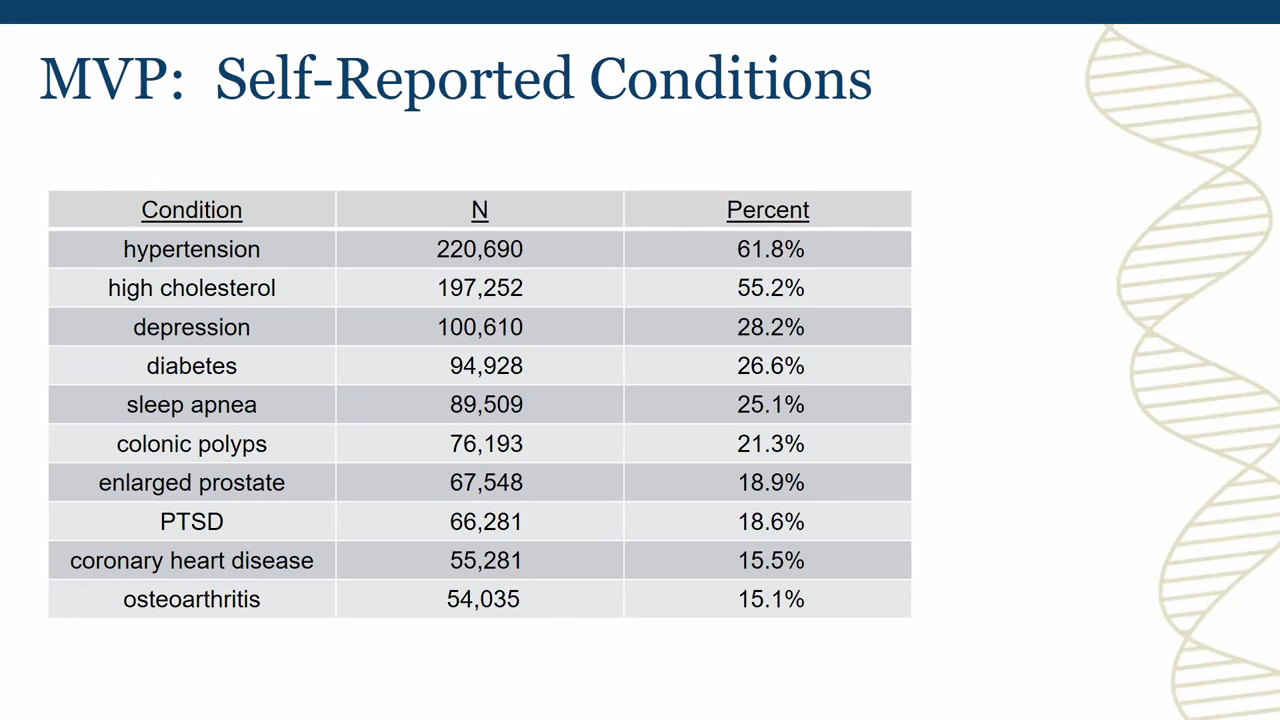 MVP: Self-Reported Conditions
Condition N Percent
hypertension 220,690 61.8%
high cholesterol 197,252 55.2%
depression 100,610 28.2%
diabetes 94,928 26.6%
sleep apnea 89,509 25.1%
colonic polyps 76,193 21.3%
enlarged prostate 67,548 18.9%
PTSD 66,281 18.6%
coronary heart disease 55,281 15.5%
osteoarthritis 54,035 15.1%